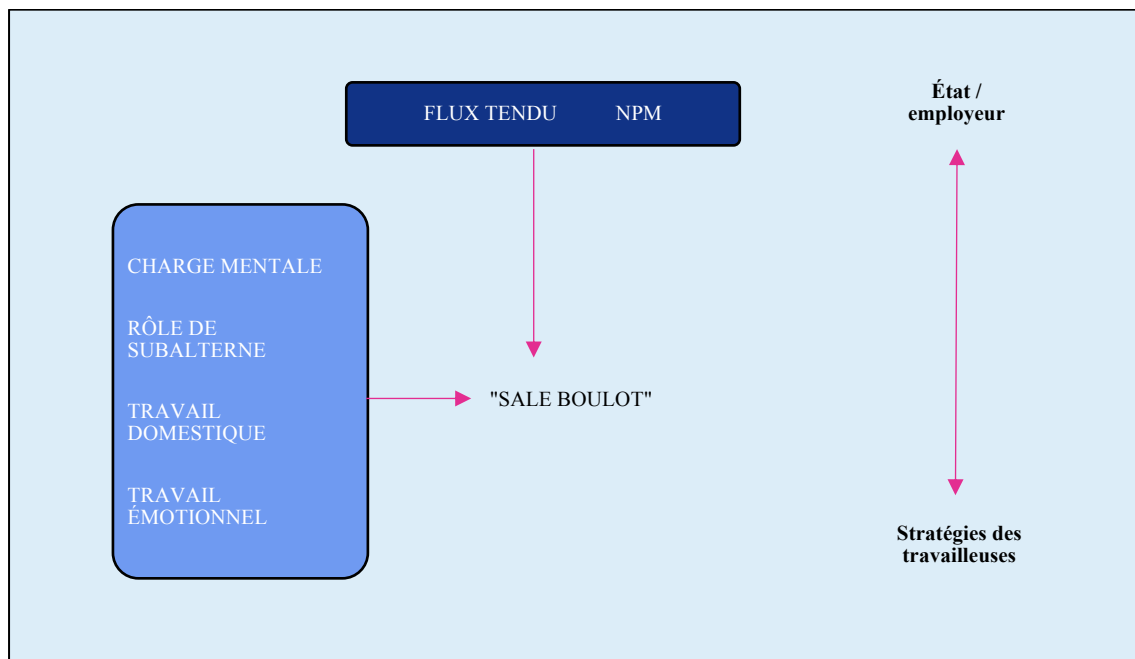 FLUX TENDU NPM
État /
employeur
CHARGE MENTALE
RÔLE DE
SUBALTERNE
TRAVAIL
DOMESTIQUE
TRAVAIL
ÉMOTIONNEL
"SALE BOULOT"
Stratégies des
travailleuses